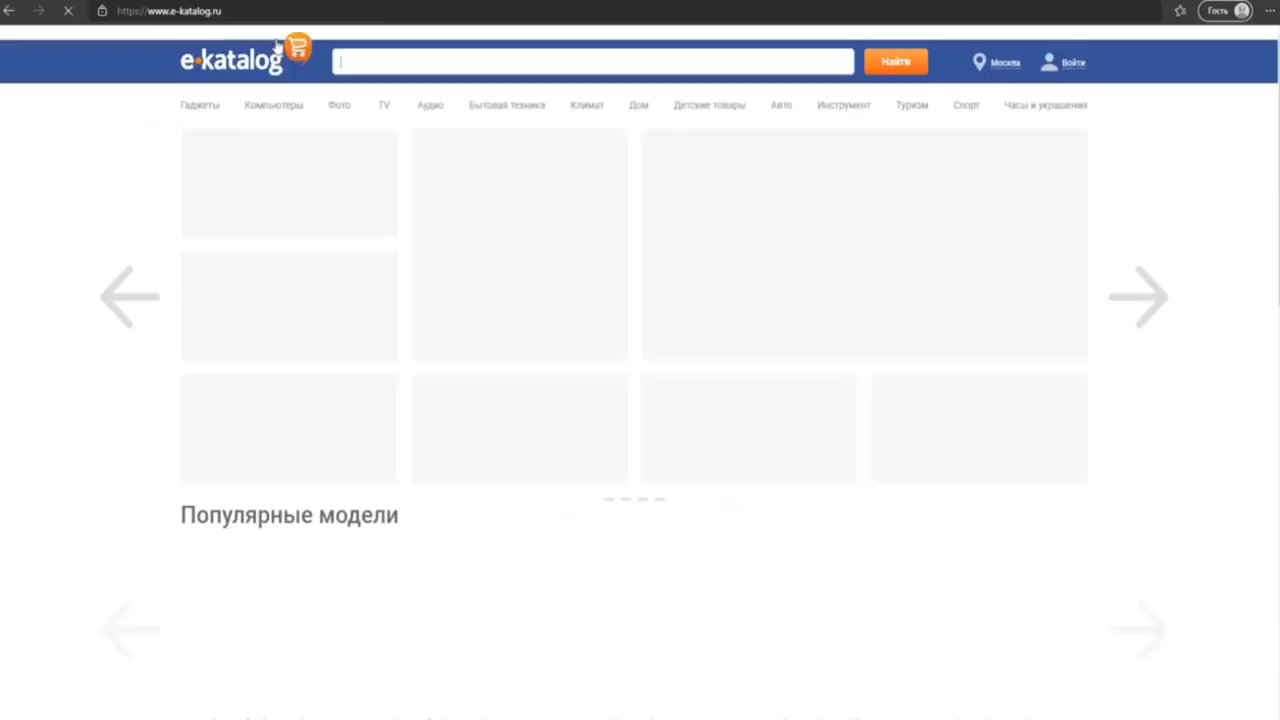 https://www.e-katalog.ru
Гость
e•katalog
Найти
Москва
Войти
Гаджеты Компьютеры Фото TV Аудио Бытовая техника Климат Дом Детские товары Авто Инструмент Туризм Спорт Часы и украшения
Популярные модели